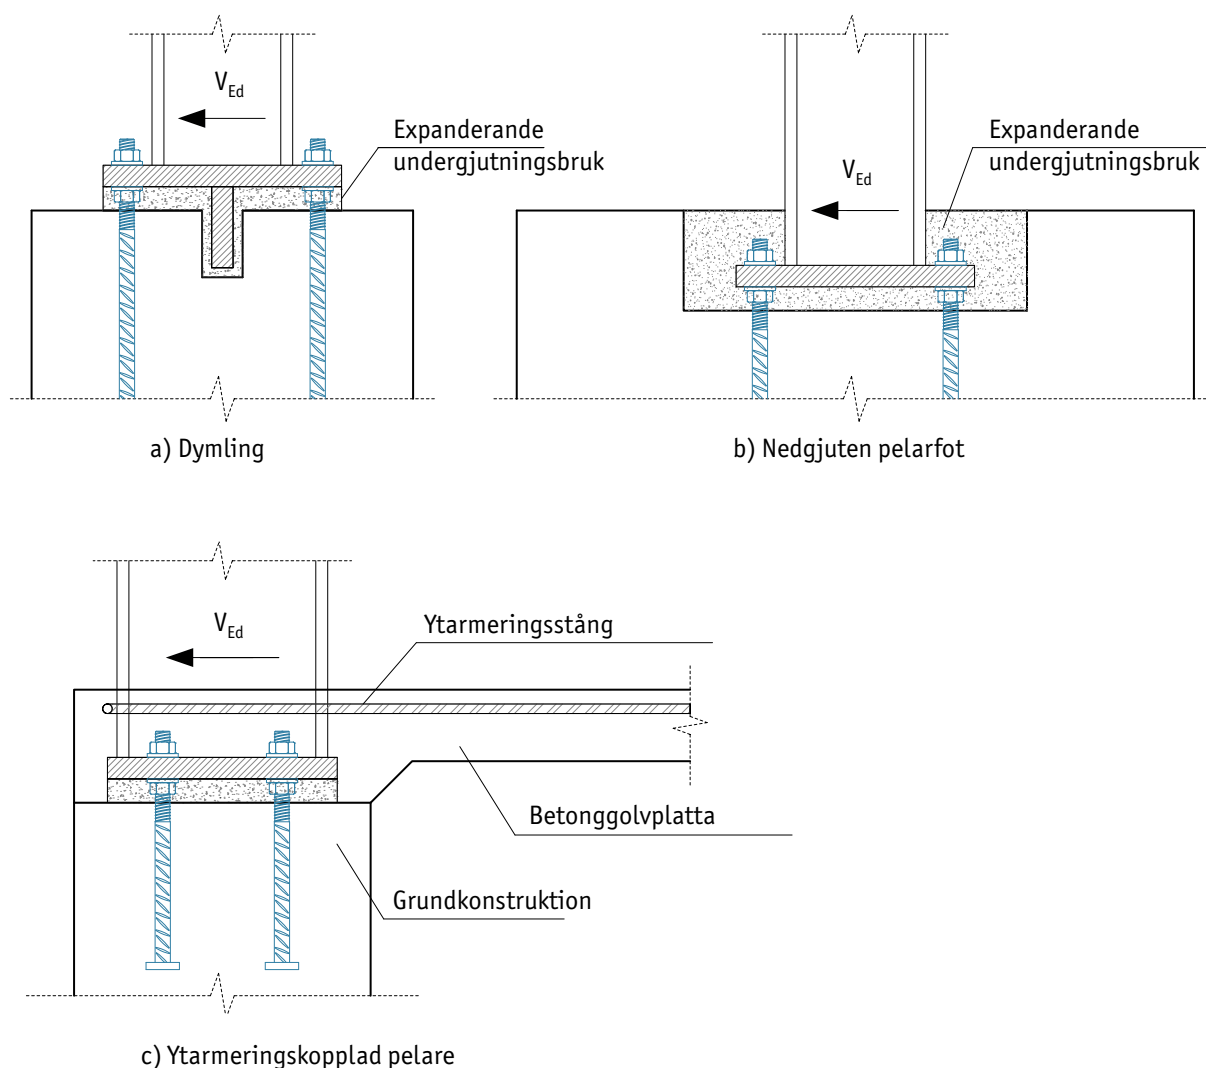 V_Ed
Expanderande
undergjutningsbruk
a) Dymling
V_Ed
Expanderande
undergjutningsbruk
b) Nedgjuten pelarfot
V_Ed
Ytarmeringsstång
Betonggolvplatta
Grundkonstruktion
c) Ytarmeringskopplad pelare